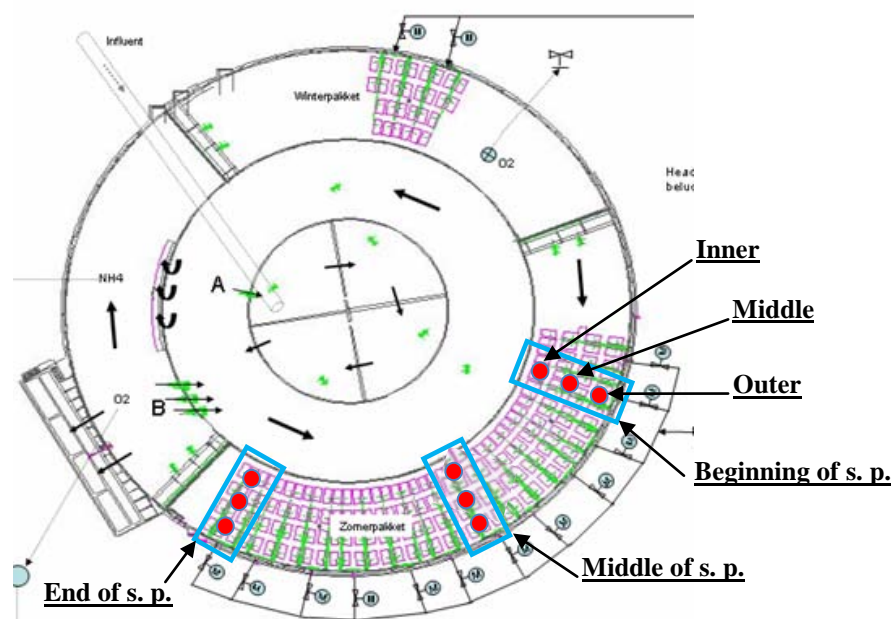 Influent
Winterpakket
O2
Head
beluc
Inner
NH4
A
Middle
Outer
O2
B
Beginning of s. p.
Zomerpakket
Middle of s. p.
End of s. p.